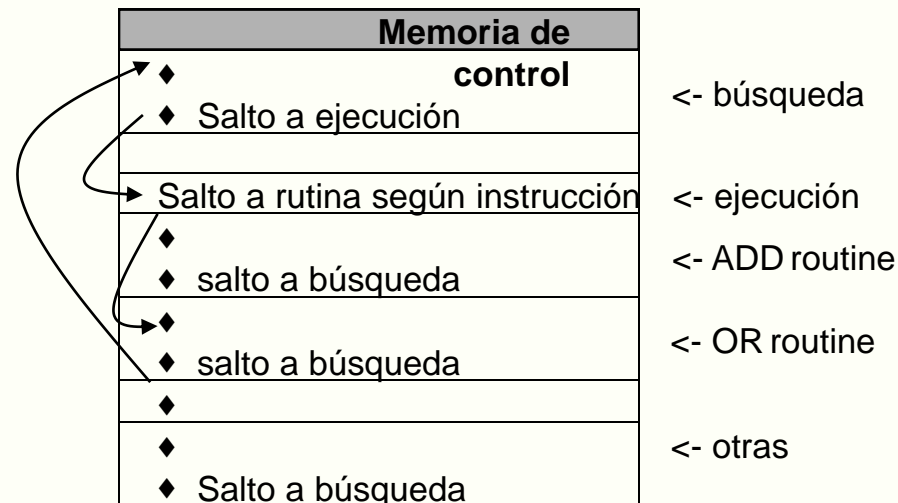 Memoria de
♦ control
<- búsqueda
♦ Salto a ejecución
Salto a rutina según instrucción
<- ejecución
♦
<- ADD routine
♦ salto a búsqueda
♦
<- OR routine
♦ salto a búsqueda
♦
♦
<- otras
♦ Salto a búsqueda